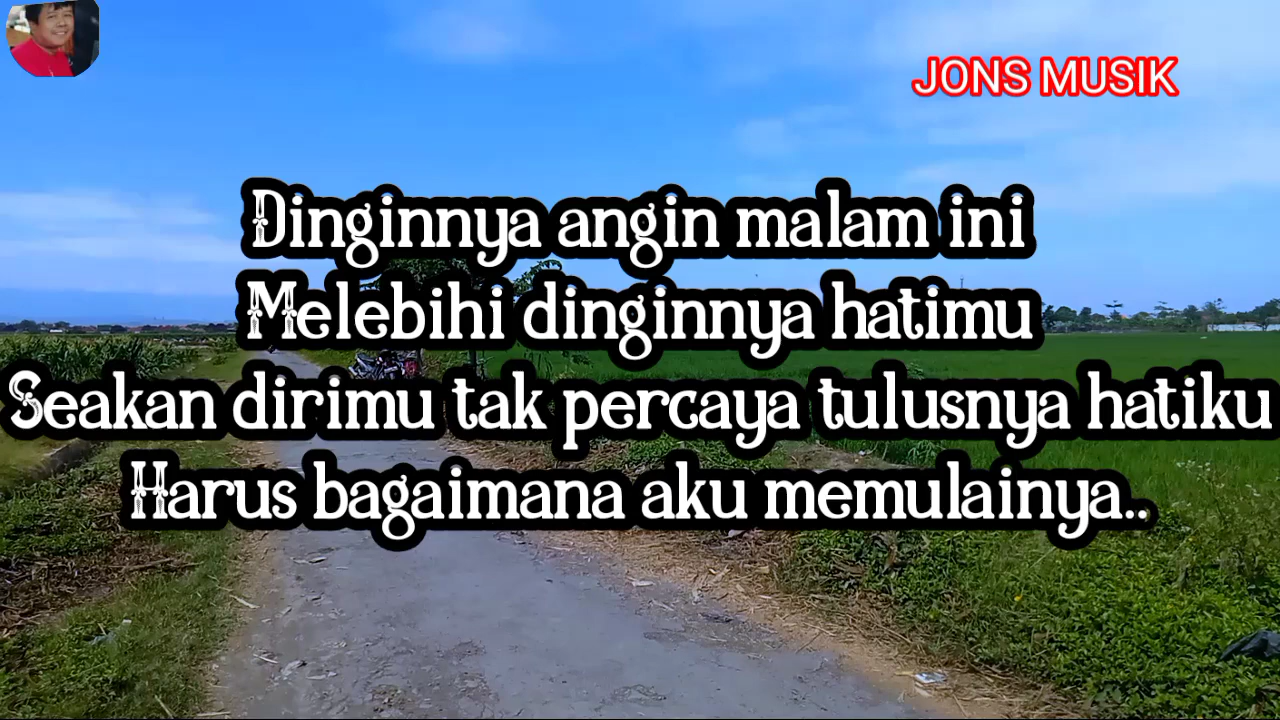 JONS MUSIK
Dinginnya angin malam ini
Melebihi dinginnya hatimu
Seakan dirimu tak percaya tulusnya hatiku
Harus bagaimana aku memulainya..